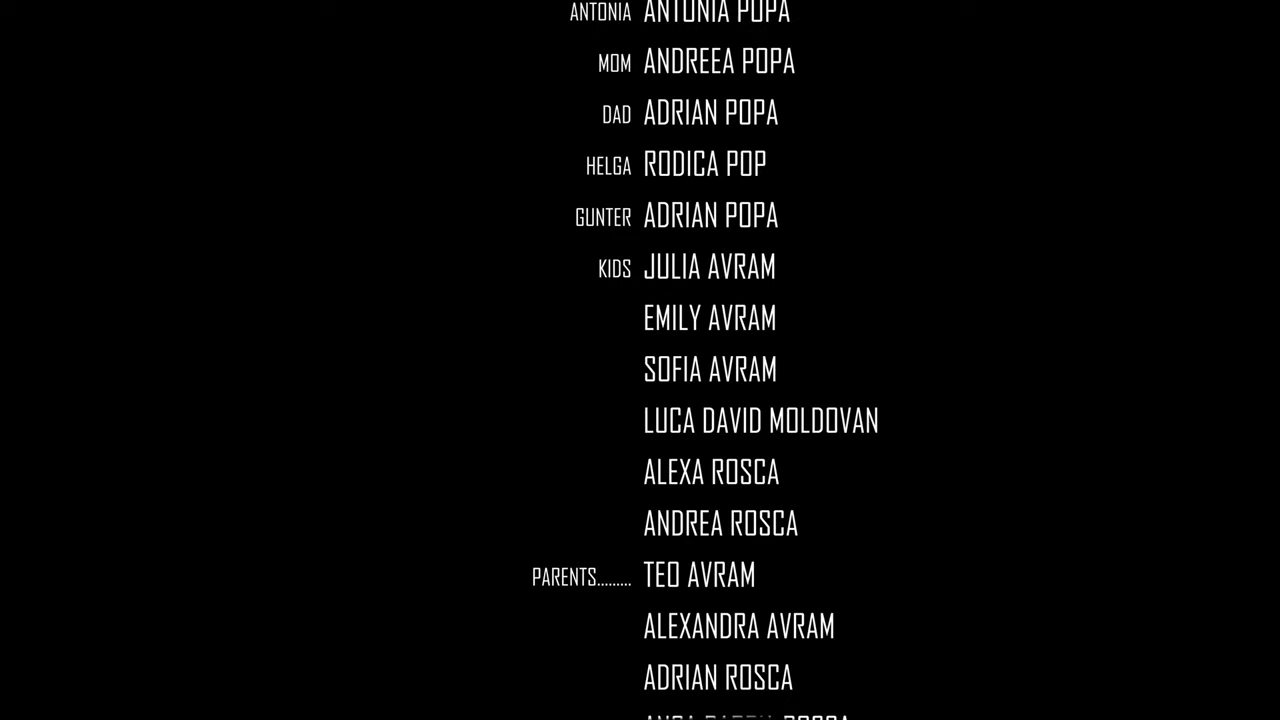 ANTONIA ANTONIA POPA
MOM ANDREEA POPA
DAD ADRIAN POPA
HELGA RODICA POP
GUNTER ADRIAN POPA
KIDS JULIA AVRAM
EMILY AVRAM
SOFIA AVRAM
LUCA DAVID MOLDOVAN
ALEXA ROSCA
ANDREA ROSCA
PARENTS......... TEO AVRAM
ALEXANDRA AVRAM
ADRIAN ROSCA
ROSCA